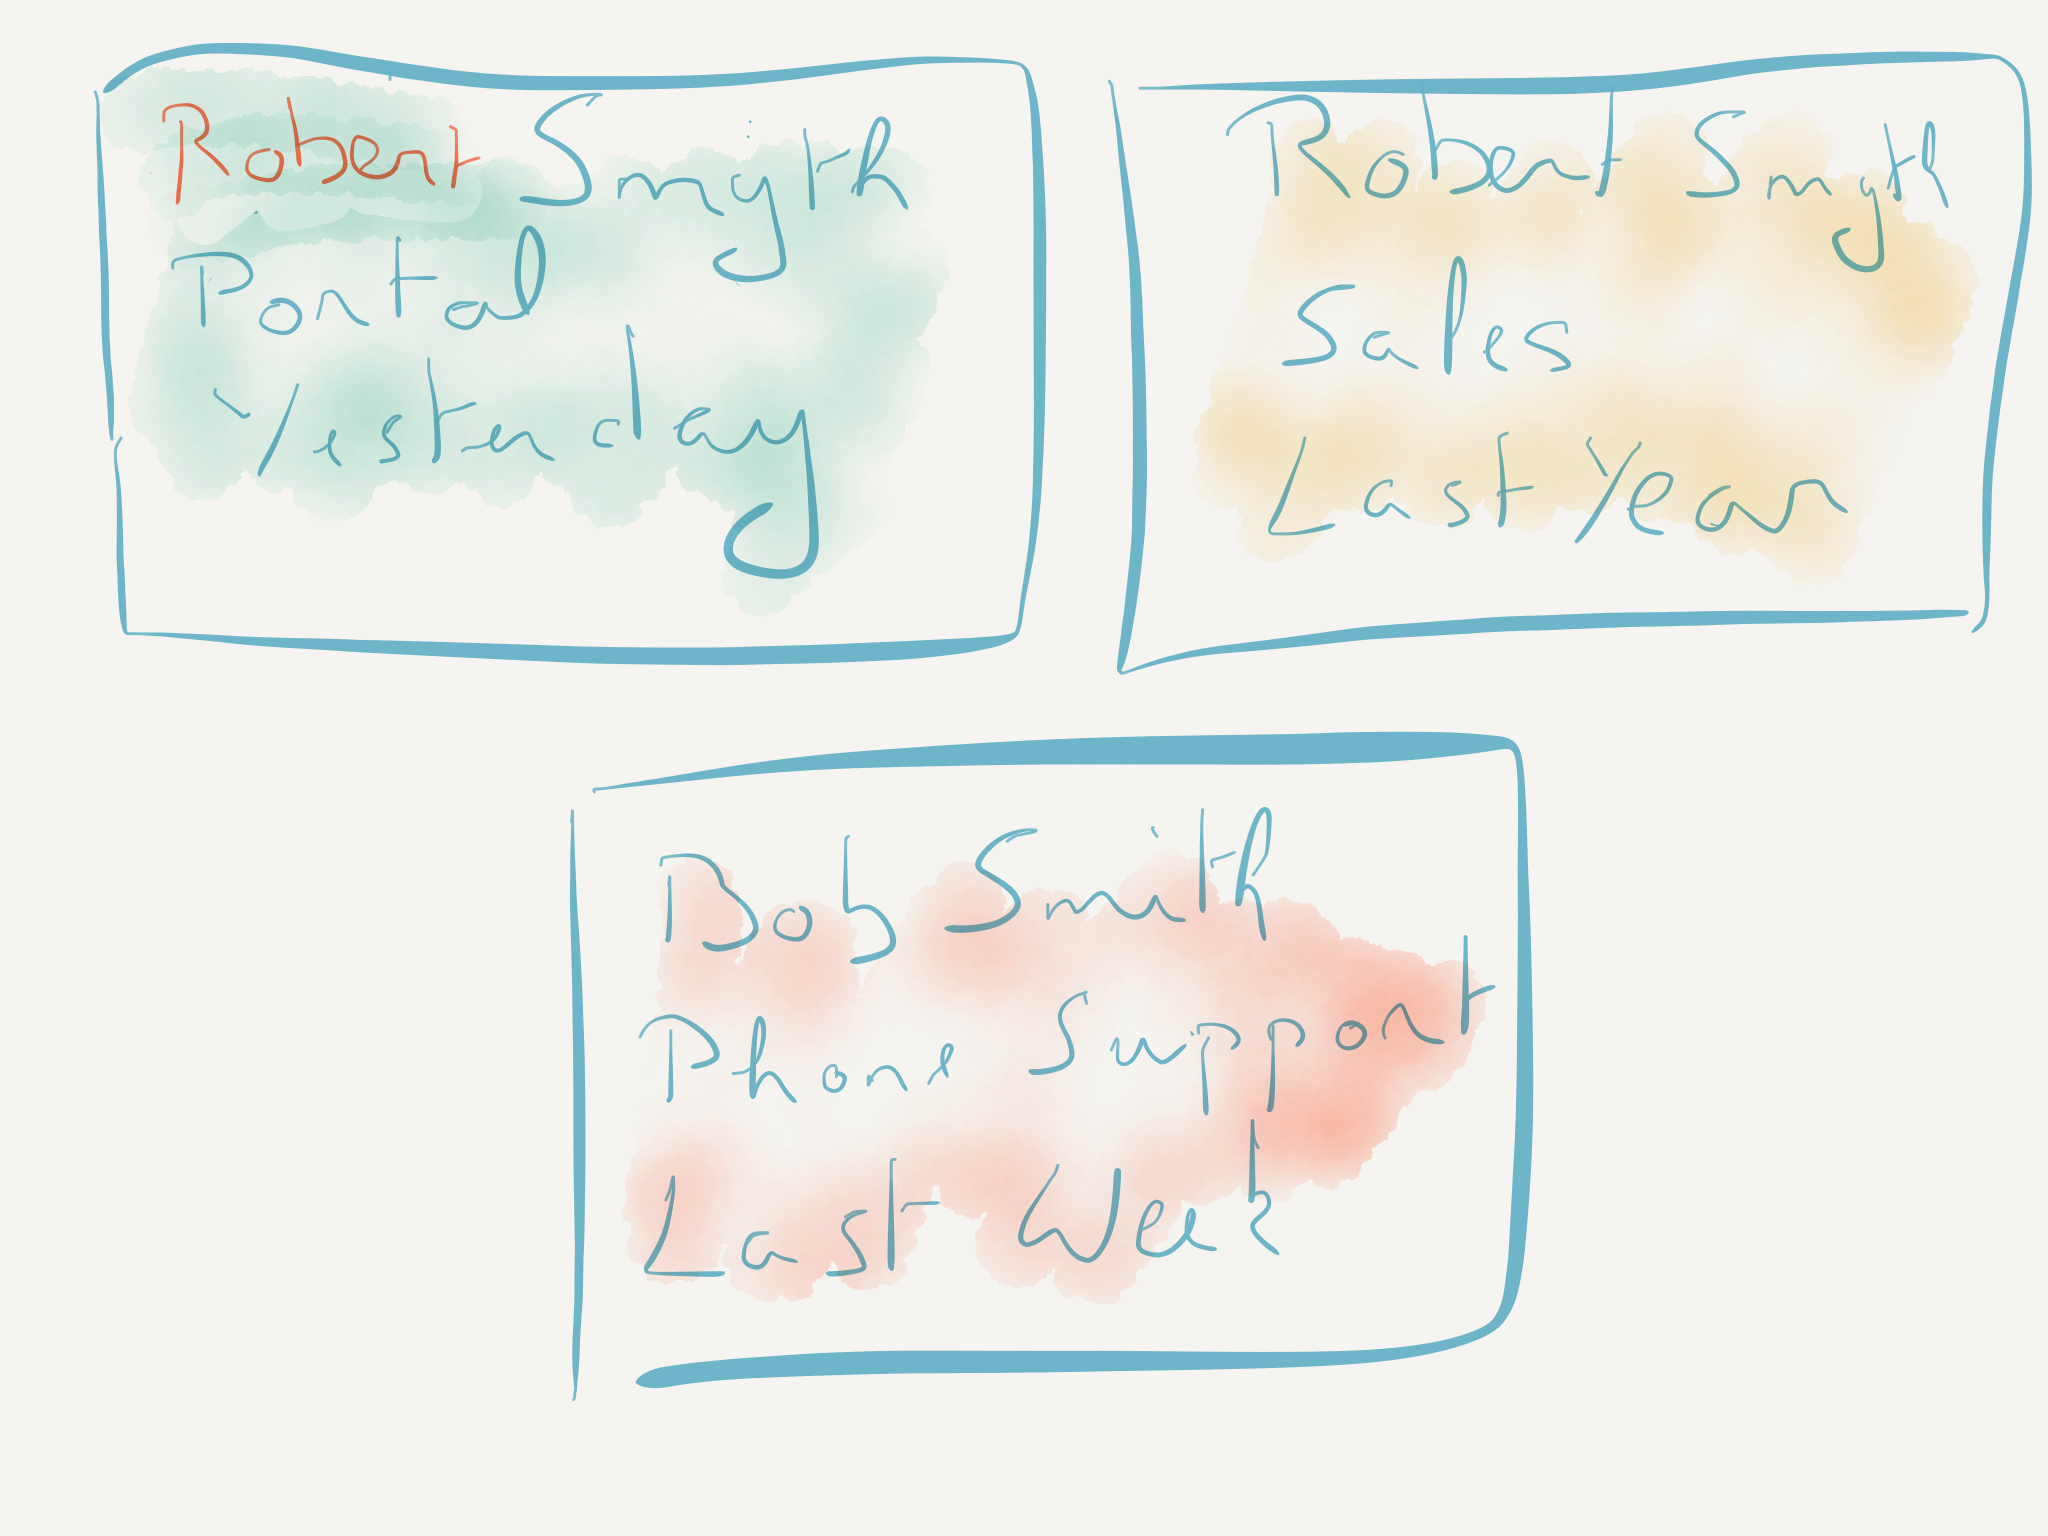 Robert Smyth
Portal
Yesterday
Robert Smyth
Sales
Last Year
Bob Smith
Phone Support
Last Week